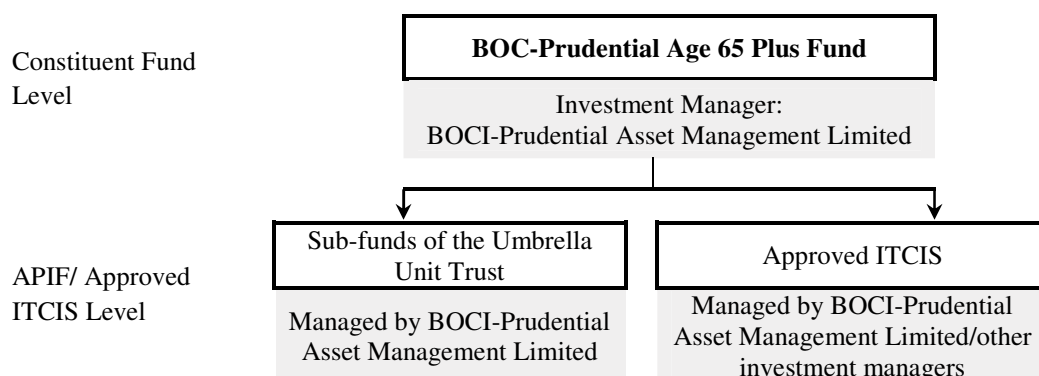 Constituent Fund
Level
BOC-Prudential Age 65 Plus Fund
Investment Manager:
BOCI-Prudential Asset Management Limited
APIF/ Approved
ITCIS Level
Sub-funds of the Umbrella
Unit Trust
Managed by BOCI-Prudential
Asset Management Limited
Approved ITCIS
Managed by BOCI-Prudential
Asset Management Limited/other
investment managers